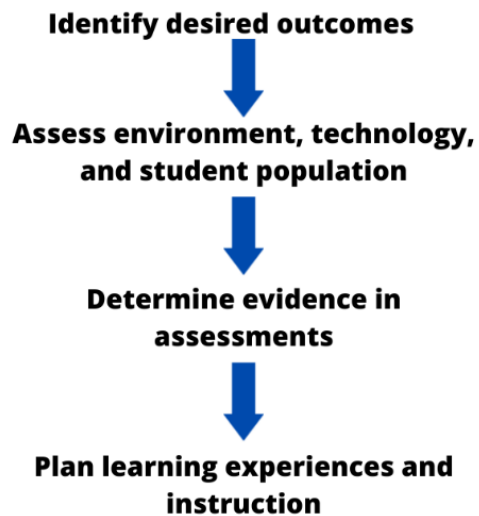 Identify desired outcomes
Assess environment, technology,
and student population
Determine evidence in
assessments
Plan learning experiences and
instruction